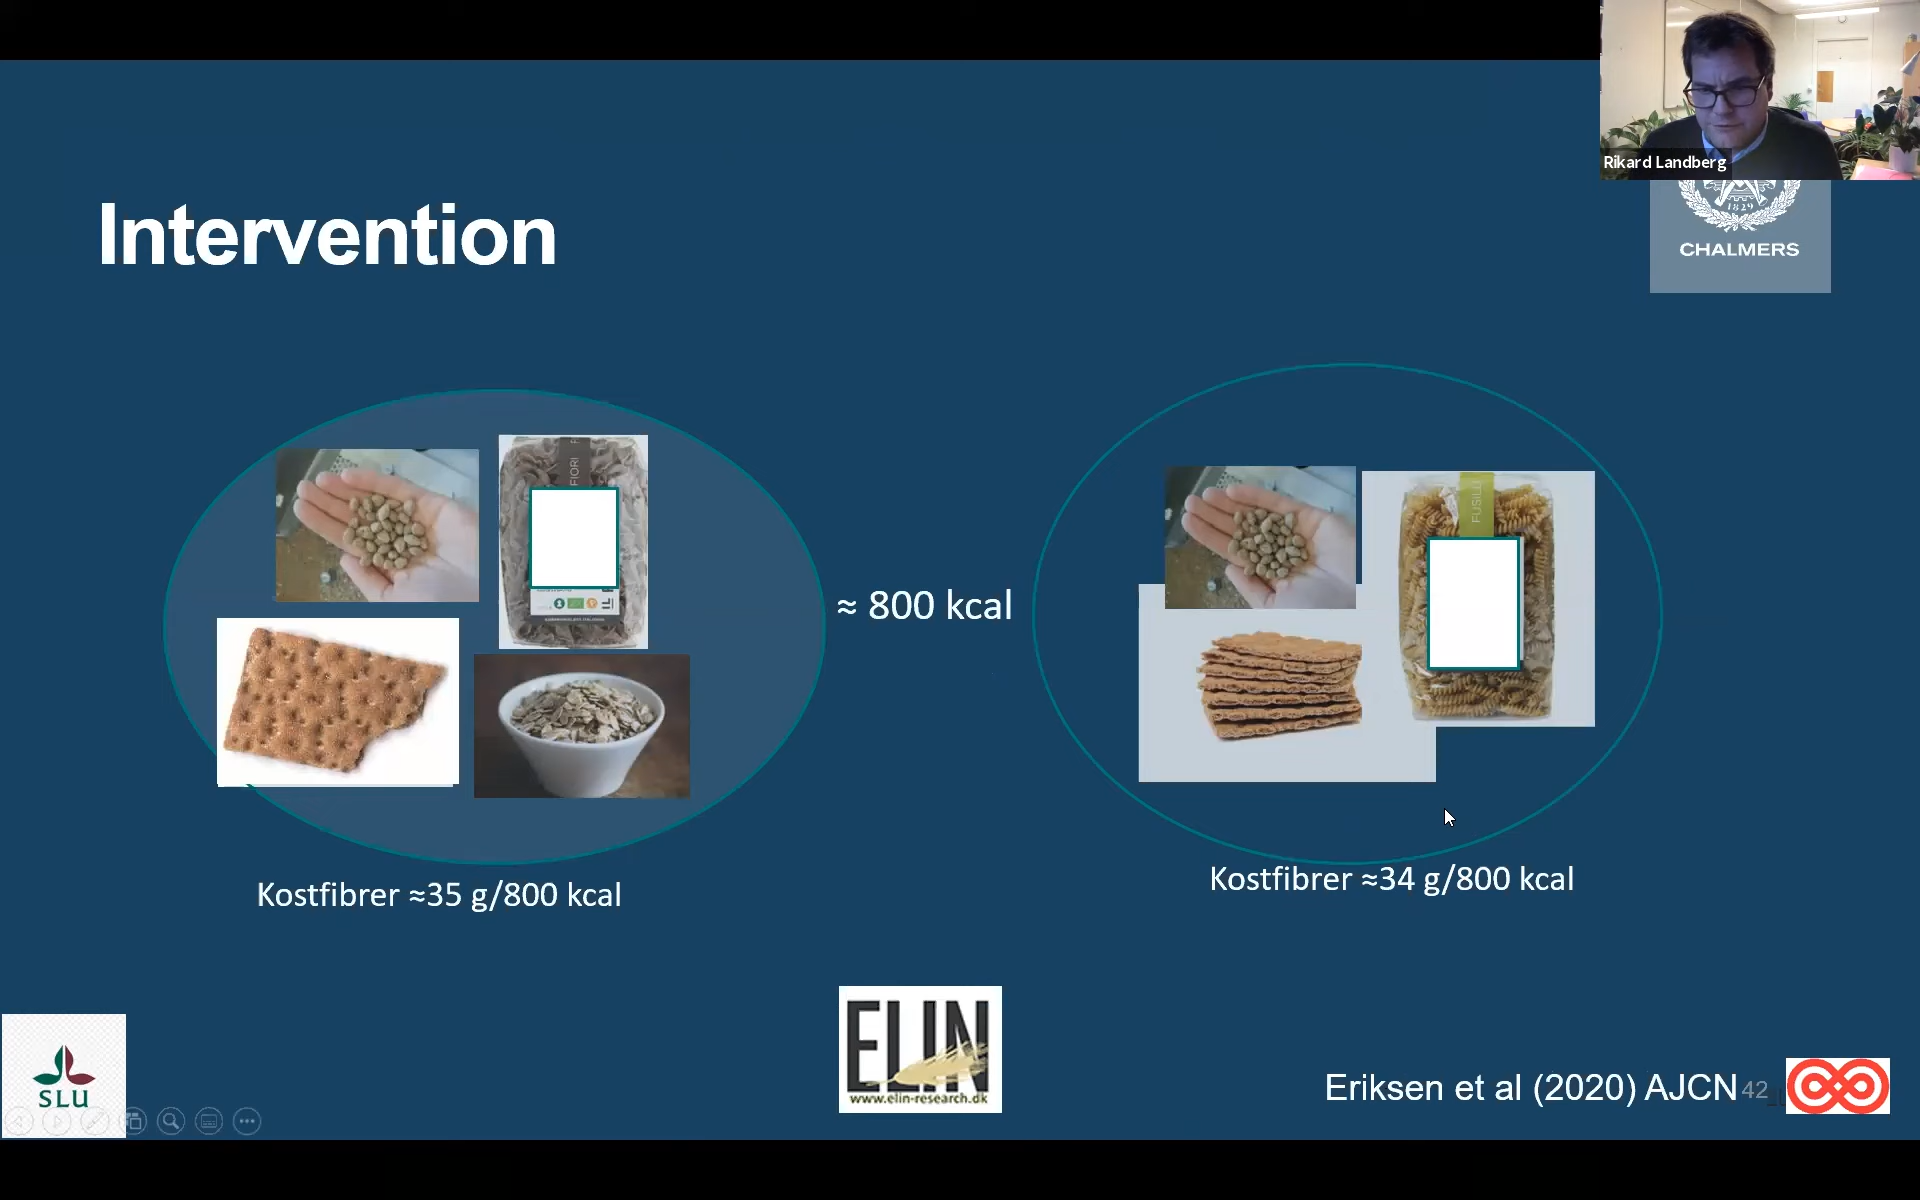 Rikard Landberg
1829
CHALMERS
Intervention
FIORI
FUSILLI
≈ 800 kcal
Kostfibrer ≈35 g/800 kcal
Kostfibrer ≈34 g/800 kcal
ELIN
www.elin-research.dk
SLU
Eriksen et al (2020) AJCN
42